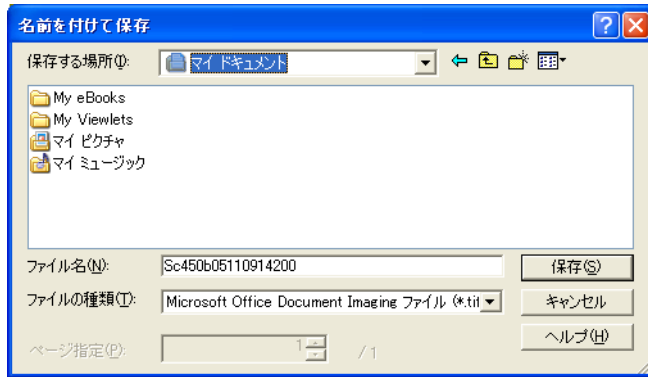 名前を付けて保存
保存する場所(I):
マイ ドキュメント
My eBooks
My Viewlets
マイ ピクチャ
マイ ミュージック
ファイル名(N):
Sc450b05110914200
保存(S)
ファイルの種類(T):
Microsoft Office Document Imaging ファイル (*.tif
キャンセル
ヘルプ(H)
ページ指定(P):
1
/ 1